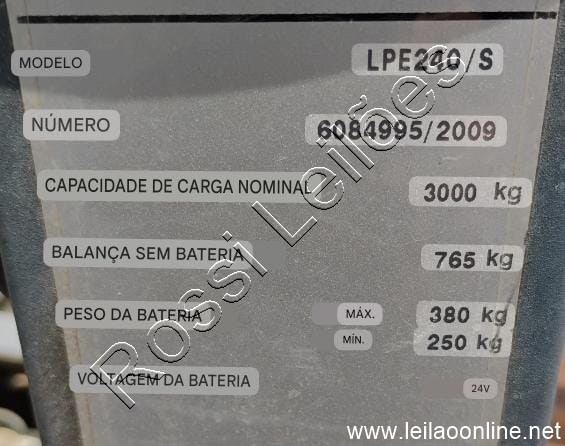 MODELO LPE240/S
NÚMERO 6084995/2009
CAPACIDADE DE CARGA NOMINAL 3000 kg
BALANÇA SEM BATERIA 765 kg
PESO DA BATERIA MÁX. 380 kg
MÍN. 250 kg
VOLTAGEM DA BATERIA 24V
Rossi Leilões
www.leilaoonline.net